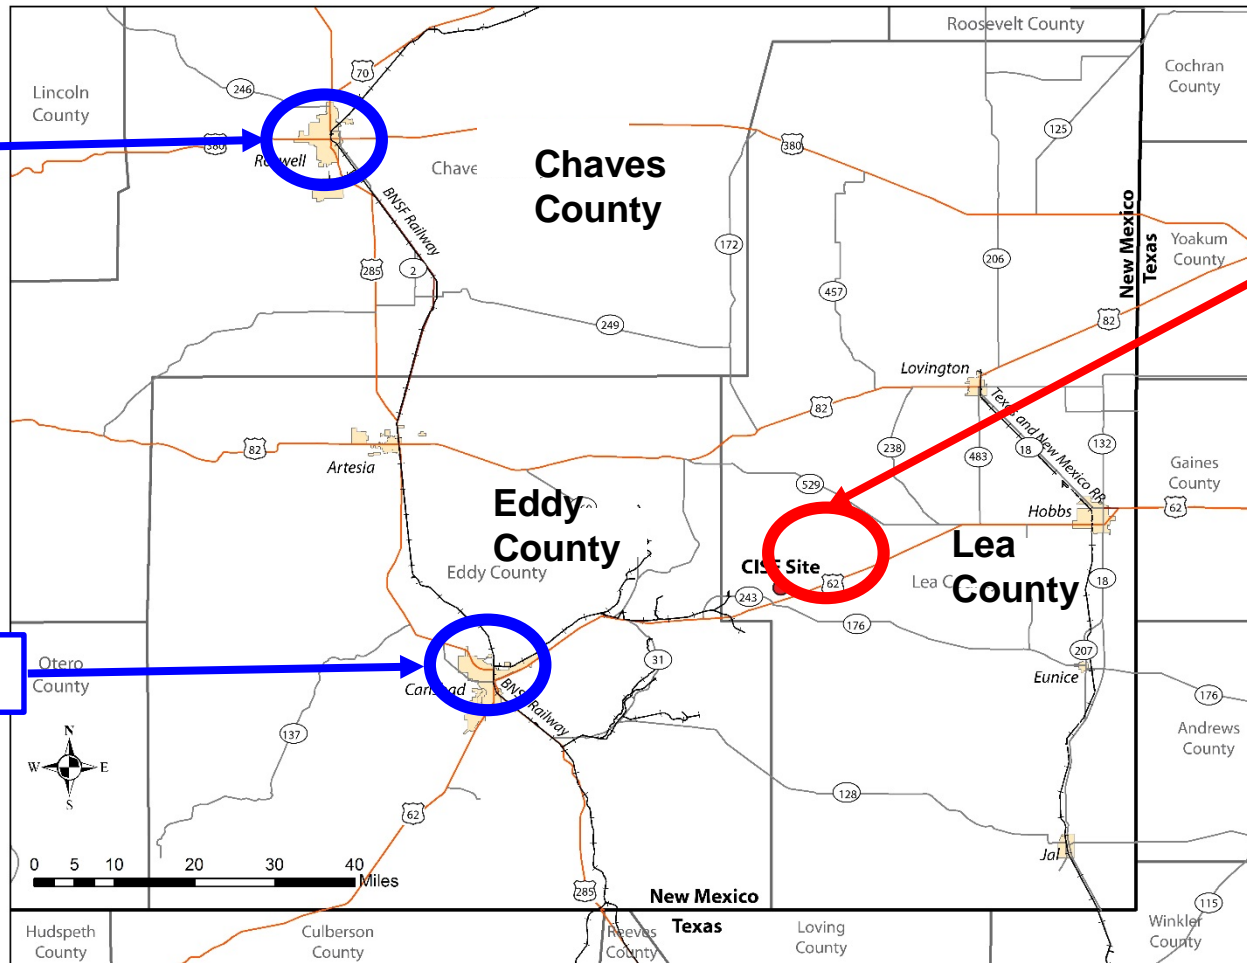 Roosevelt County
70
Cochran
County
246
Lincoln
County
125
380
380
Roswell
Chave
Chaves
County
BNSF Railway
172
206
New Mexico
Texas
Yoakum
County
285
2
457
249
82
Lovington
82
Texas and New Mexico RR
132
238
483
18
82
Artesia
529
Gaines
County
Eddy
County
Hobbs
62
Lea
County
CISF Site
62
Lea C
18
Eddy County
243
176
207
31
Otero
County
Eunice
176
Carlsbad
BNSF Railway
Andrews
County
137
N
W E
S
128
62
Jal
0 5 10 20 30 40
Miles
285
New Mexico
Texas
115
Hudspeth
County
Culberson
County
Reeves
County
Loving
County
Winkler
County